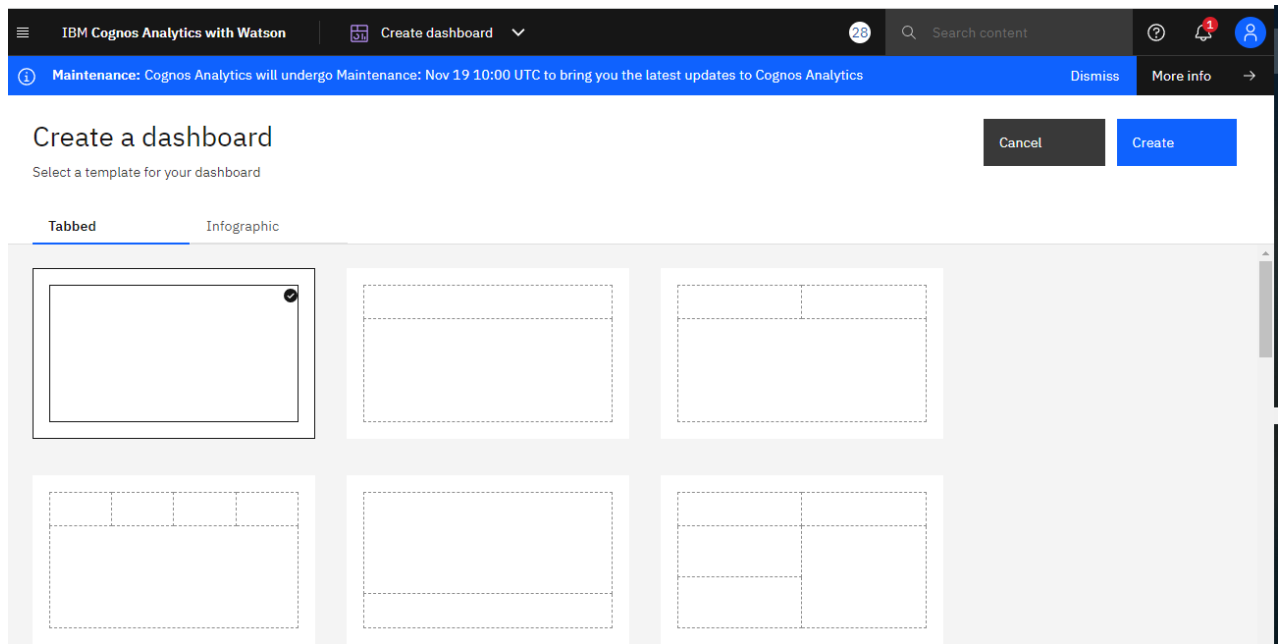 IBM Cognos Analytics with Watson
Create dashboard
28
Search content
1
Maintenance: Cognos Analytics will undergo Maintenance: Nov 19 10:00 UTC to bring you the latest updates to Cognos Analytics
Dismiss
More info
Create a dashboard
Cancel
Create
Select a template for your dashboard
Tabbed
Infographic